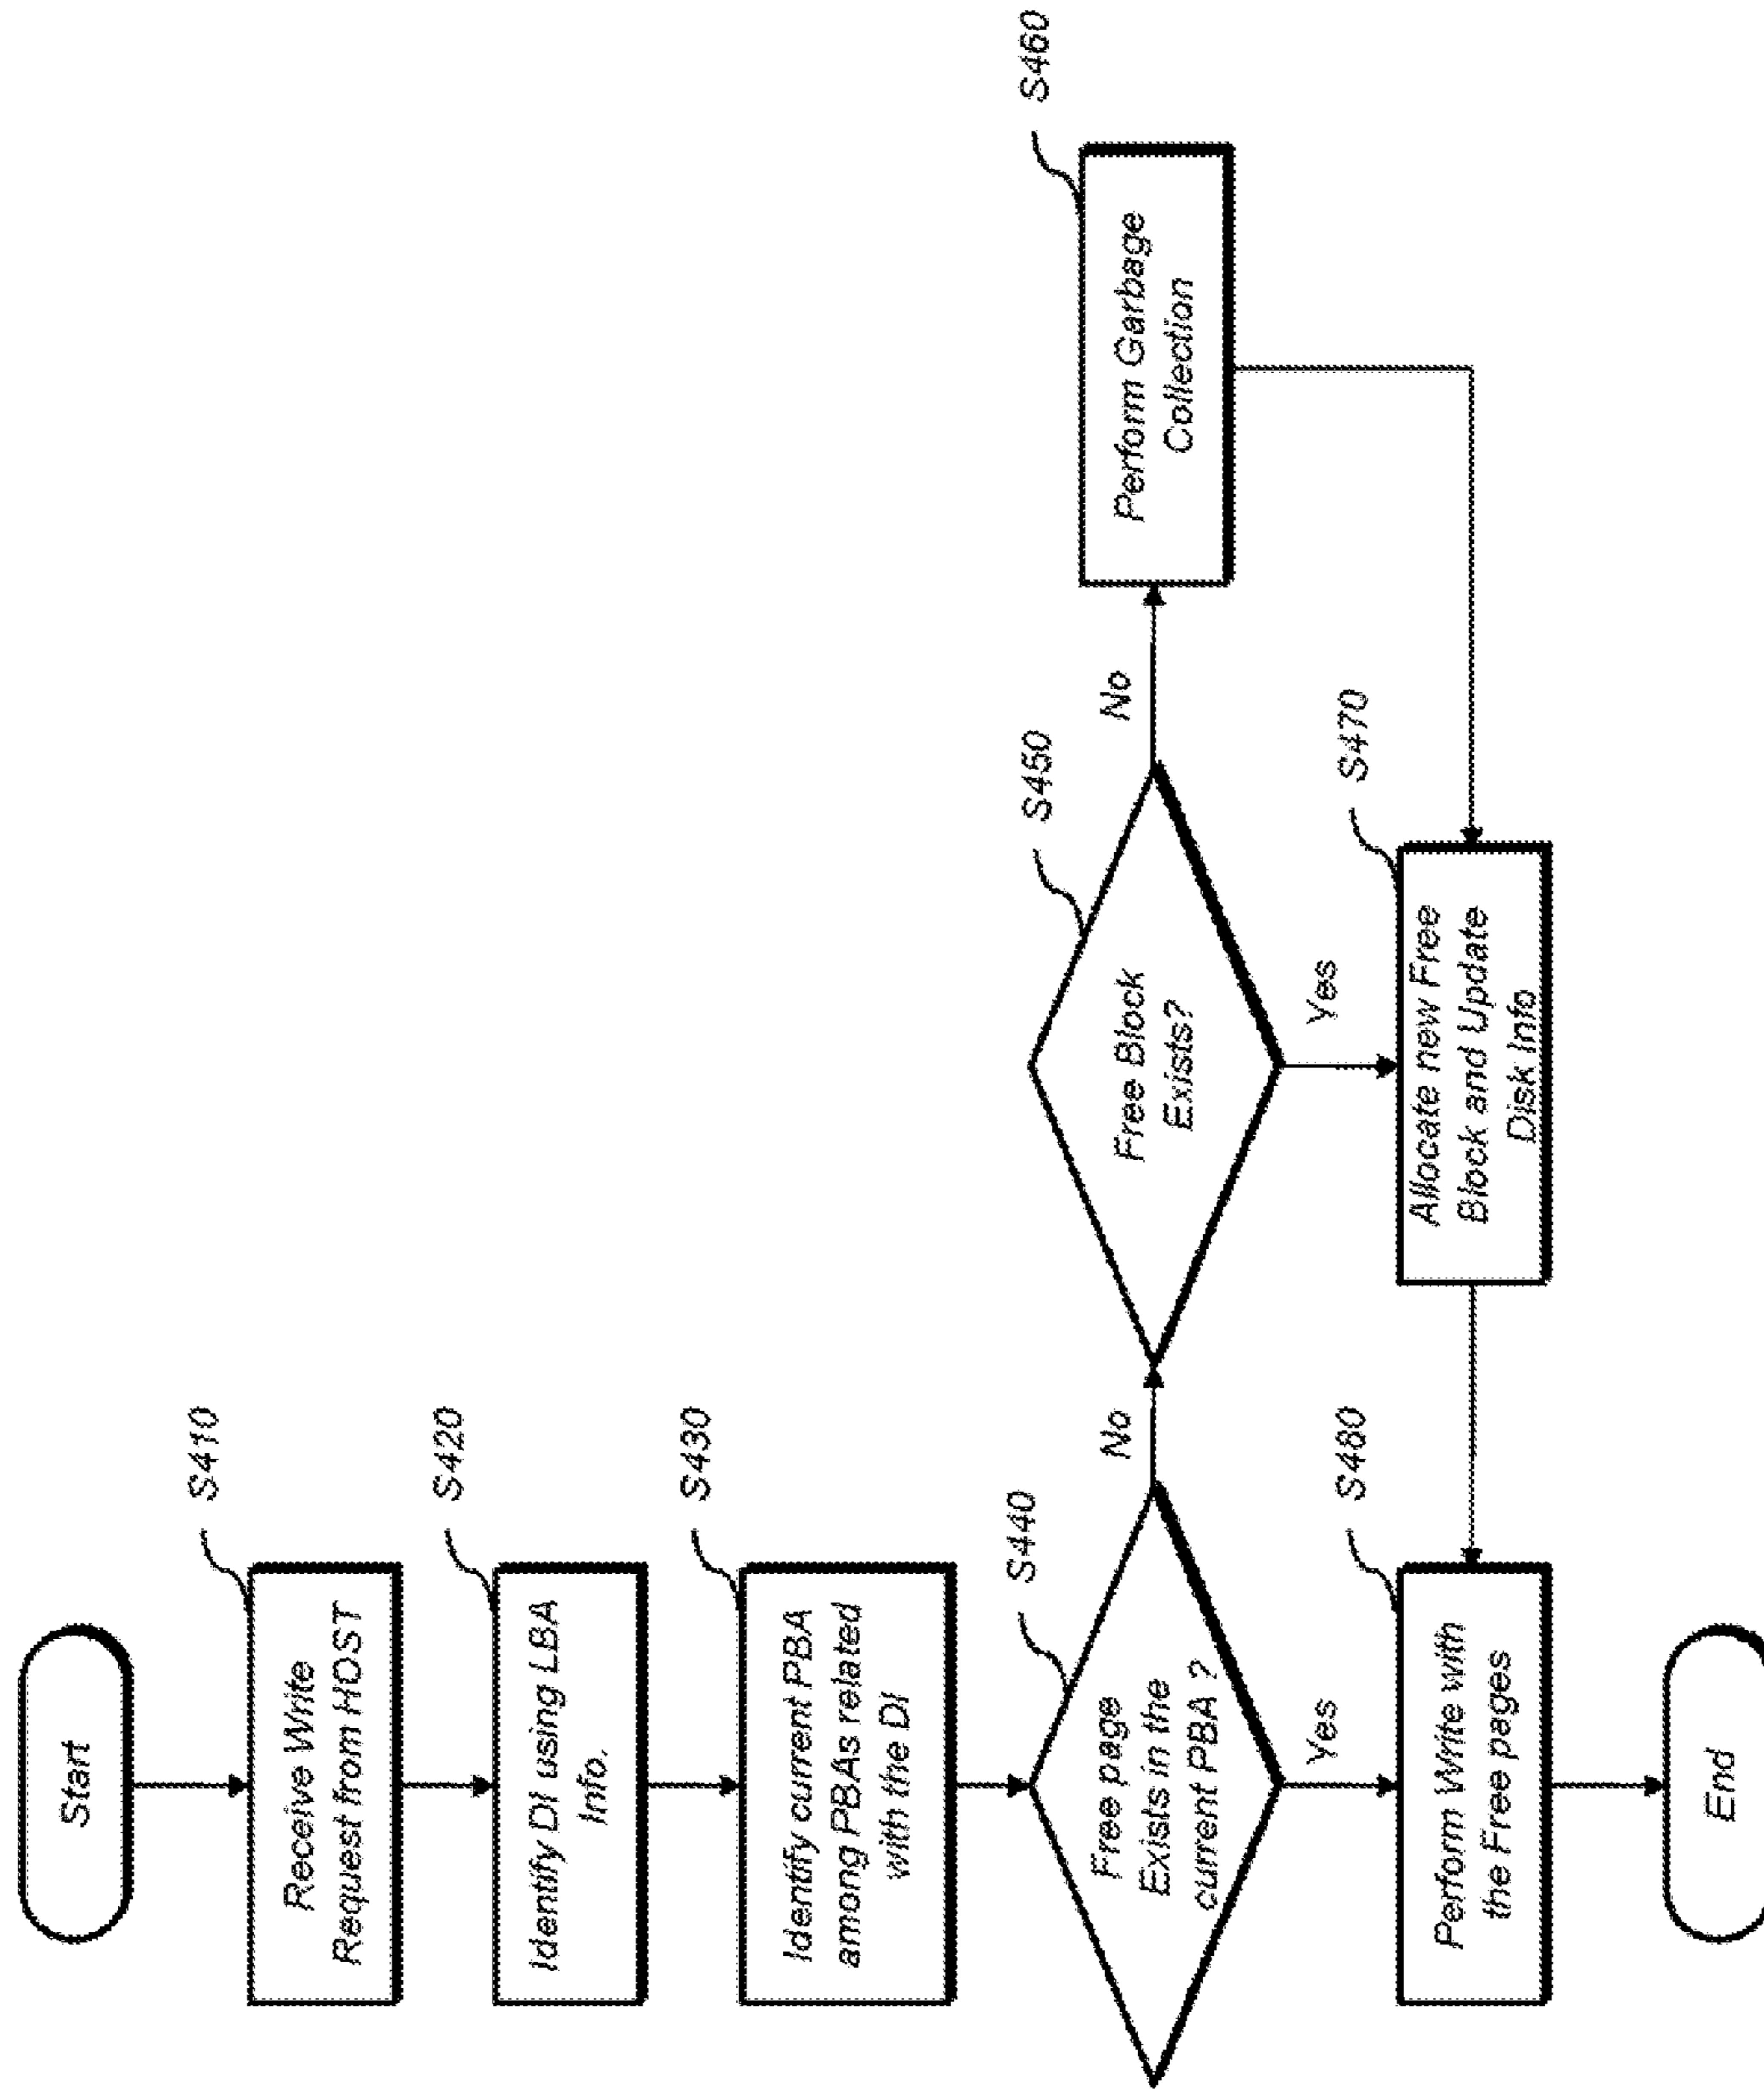 Start
S410
Receive Write
Request from HOST
S420
Identify DI using LBA
Info.
S430
Identify current PBA
among PBAs related
with the DI
S440
Free page
Exists in the
current PBA ?
No
Yes
S450
Free Block
Exists?
No
Yes
S460
Perform Garbage
Collection
S470
Allocate new Free
Block and Update
Disk Info
S480
Perform Write with
the Free pages
End